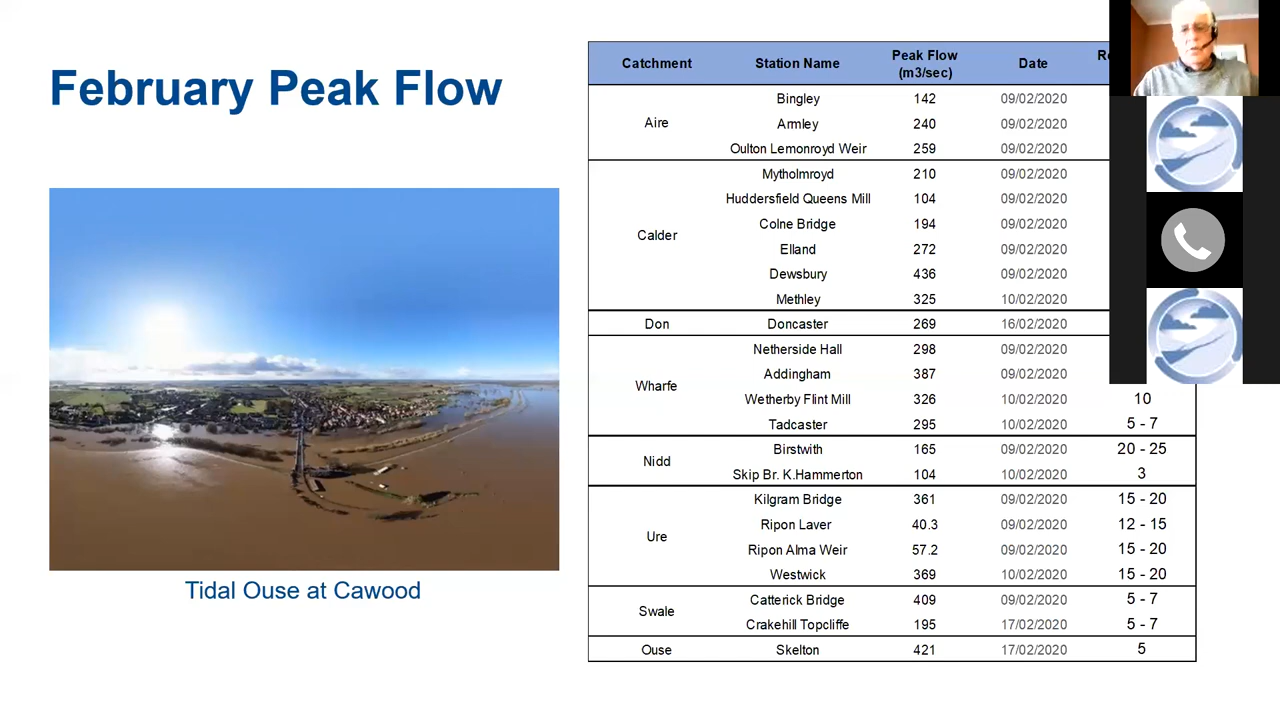 February Peak Flow
Tidal Ouse at Cawood
Catchment Station Name Peak Flow (m3/sec) Date
Aire
Bingley 142 09/02/2020
Armley 240 09/02/2020
Oulton Lemonroyd Weir 259 09/02/2020
Calder
Mytholmroyd 210 09/02/2020
Huddersfield Queens Mill 104 09/02/2020
Colne Bridge 194 09/02/2020
Elland 272 09/02/2020
Dewsbury 436 09/02/2020
Methley 325 10/02/2020
Don Doncaster 269 16/02/2020
Wharfe
Netherside Hall 298 09/02/2020
Addingham 387 09/02/2020
Wetherby Flint Mill 326 10/02/2020 10
Tadcaster 295 10/02/2020 5 - 7
Nidd
Birstwith 165 09/02/2020 20 - 25
Skip Br. K.Hammerton 104 10/02/2020 3
Ure
Kilgram Bridge 361 09/02/2020 15 - 20
Ripon Laver 40.3 09/02/2020 12 - 15
Ripon Alma Weir 57.2 09/02/2020 15 - 20
Westwick 369 10/02/2020 15 - 20
Swale
Catterick Bridge 409 09/02/2020 5 - 7
Crakehill Topcliffe 195 17/02/2020 5 - 7
Ouse Skelton 421 17/02/2020 5